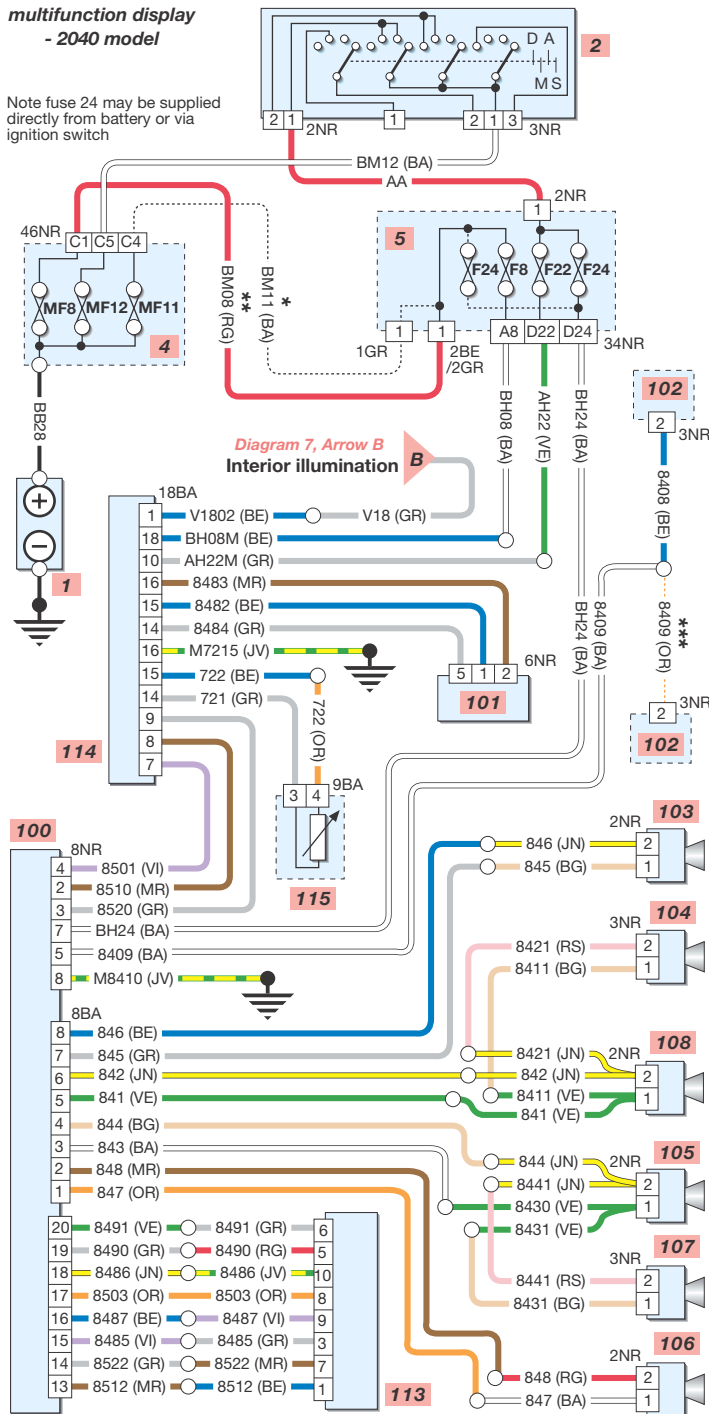 multifunction display
- 2040 model
Note fuse 24 may be supplied
directly from battery or via
ignition switch
D A
M S
2
2 1
2NR
1
2 1 3
3NR
BM12 (BA)
AA
46NR
C1 C5 C4
MF8 MF12 MF11
4
BM08 (RG)
**
BM11 (BA)
*
2NR
1
5
F24 F8 F22 F24
1
1GR
1
2BE
/2GR
A8 D22 D24
34NR
BB28
+
−
1
BH08 (BA)
AH22 (VE)
BH24 (BA)
102
2
3NR
8408 (BE)
8409 (OR)
***
2
3NR
102
Diagram 7, Arrow B
Interior illumination
B
18BA
1 V1802 (BE) V18 (GR)
18 BH08M (BE)
10 AH22M (GR)
16 8483 (MR)
15 8482 (BE)
14 8484 (GR)
16 M7215 (JV)
15 722 (BE)
14 721 (GR)
9
8
7
114
5 1 2
6NR
101
722 (OR)
3 4
9BA
115
BH24 (BA)
8409 (BA)
100
8NR
4 8501 (VI)
2 8510 (MR)
3 8520 (GR)
7 BH24 (BA)
5 8409 (BA)
8 M8410 (JV)
8BA
8 846 (BE)
7 845 (GR)
6 842 (JN)
5 841 (VE)
4 844 (BG)
3 843 (BA)
2 848 (MR)
1 847 (OR)
20 8491 (VE) 8491 (GR) 6
19 8490 (GR) 8490 (RG) 5
18 8486 (JN) 8486 (JV) 10
17 8503 (OR) 8503 (OR) 8
16 8487 (BE) 8487 (VI) 9
15 8485 (VI) 8485 (GR) 3
14 8522 (GR) 8522 (MR) 7
13 8512 (MR) 8512 (BE) 1
113
103
2NR
846 (JN) 2
845 (BG) 1
104
3NR
8421 (RS) 2
8411 (BG) 1
108
2NR
8421 (JN)
842 (JN) 2
8411 (VE) 1
841 (VE)
105
2NR
844 (JN)
8441 (JN) 2
8430 (VE) 1
8431 (VE)
107
3NR
8441 (RS) 2
8431 (BG) 1
106
2NR
848 (RG) 2
847 (BA) 1